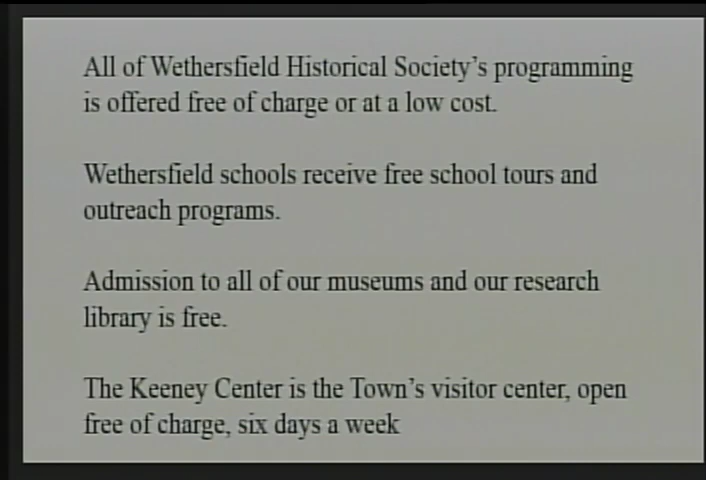 All of Wethersfield Historical Society’s programming
is offered free of charge or at a low cost.
Wethersfield schools receive free school tours and
outreach programs.
Admission to all of our museums and our research
library is free.
The Keeney Center is the Town’s visitor center, open
free of charge, six days a week